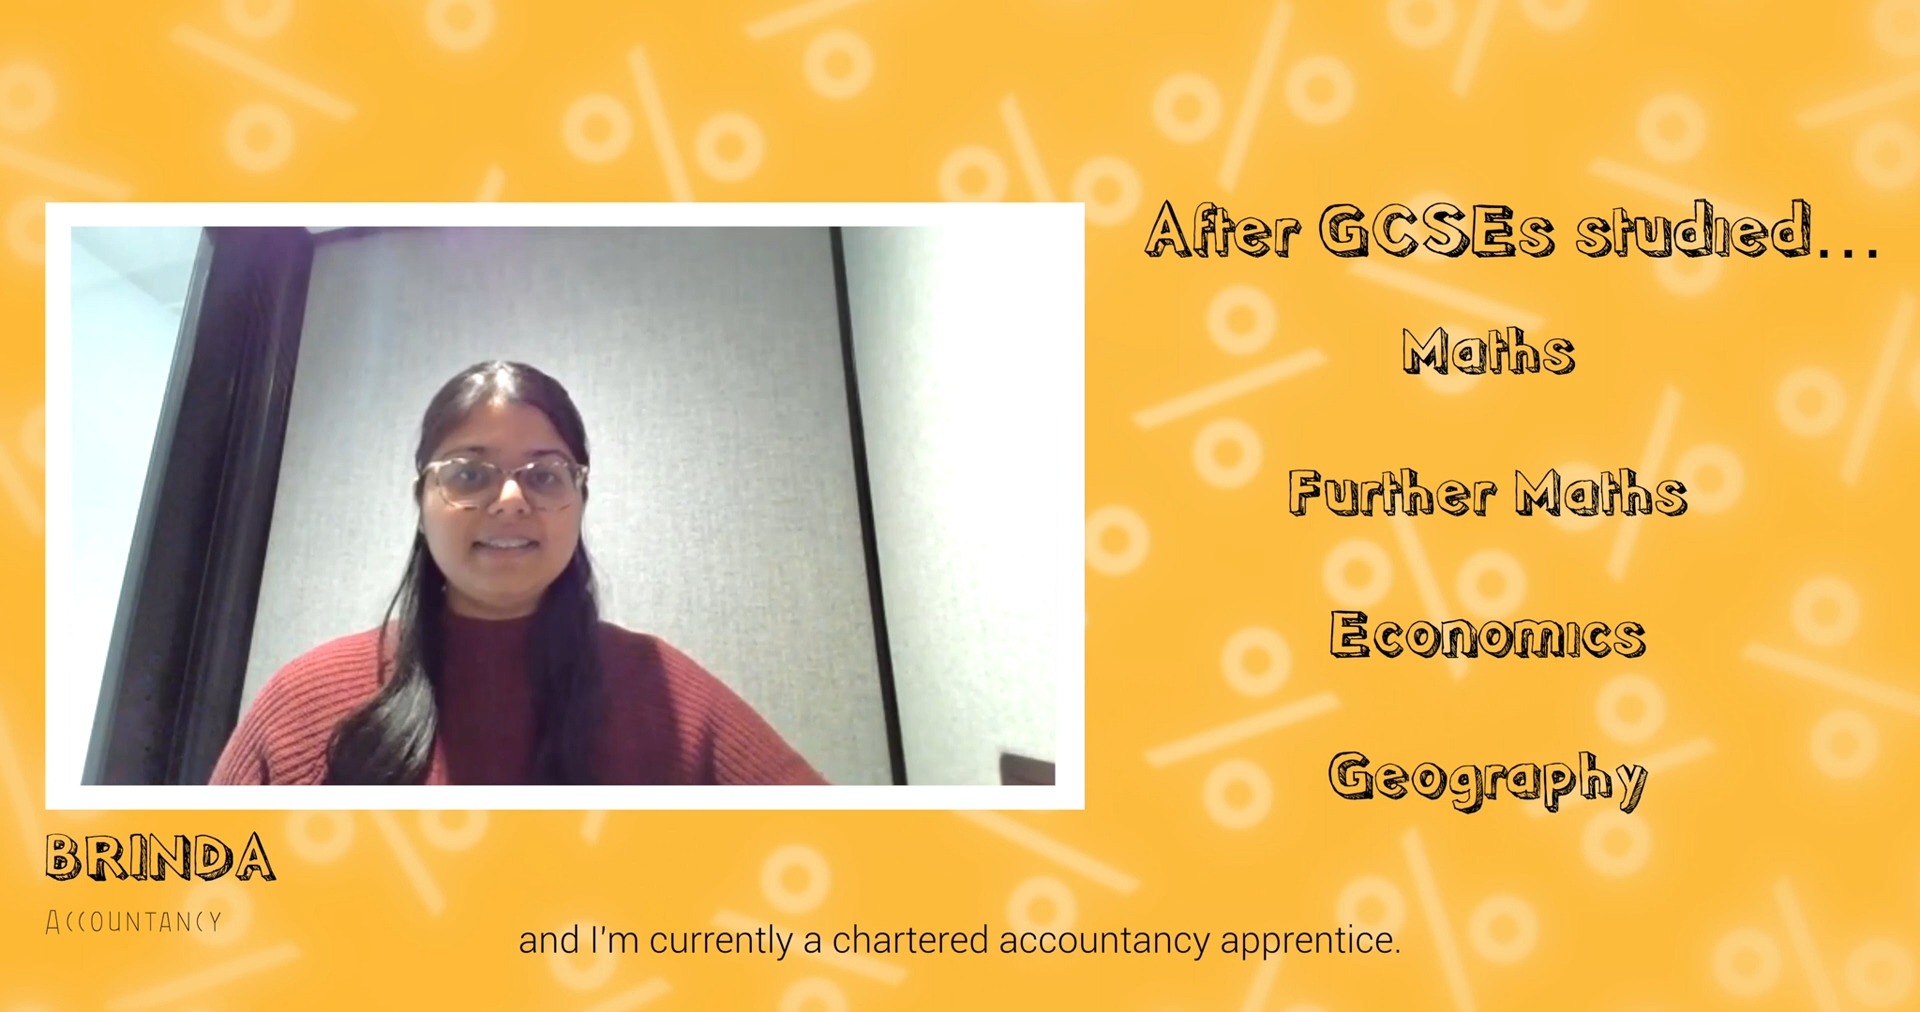 After GCSEs studied...
Maths
Further Maths
Economics
Geography
BRINDA
ACCOUNTANCY
and I'm currently a chartered accountancy apprentice.